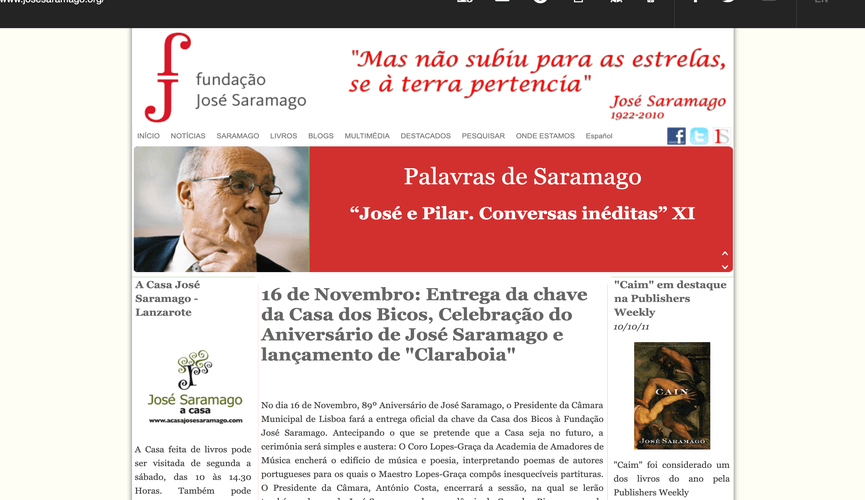 www.josesaramago.org/
EN
fundação
José Saramago
"Mas não subiu para as estrelas,
se à terra pertencia"
José Saramago
1922-2010
INÍCIO NOTÍCIAS SARAMAGO LIVROS BLOGS MULTIMÉDIA DESTACADOS PESQUISAR ONDE ESTAMOS Español
Palavras de Saramago
“José e Pilar. Conversas inéditas” XI
A Casa José
Saramago -
Lanzarote
José Saramago
a casa
www.acasajosesaramago.com
A Casa feita de livros pode
ser visitada de segunda a
sábado, das 10 às 14.30
Horas. Também pode
16 de Novembro: Entrega da chave
da Casa dos Bicos, Celebração do
Aniversário de José Saramago e
lançamento de "Claraboia"
No dia 16 de Novembro, 89º Aniversário de José Saramago, o Presidente da Câmara
Municipal de Lisboa fará a entrega oficial da chave da Casa dos Bicos à Fundação
José Saramago. Antecipando o que se pretende que a Casa seja no futuro, a
cerimónia será simples e austera: O Coro Lopes-Graça da Academia de Amadores de
Música encherá o edifício de música e poesia, interpretando poemas de autores
portugueses para os quais o Maestro Lopes-Graça compôs inesquecíveis partituras.
O Presidente da Câmara, António Costa, encerrará a sessão, na qual se lerão
"Caim" em destaque
na Publishers
Weekly
10/10/11
CAIN
JOSÉ SARAMAGO
"Caim" foi considerado um
dos livros do ano pela
Publishers Weekly